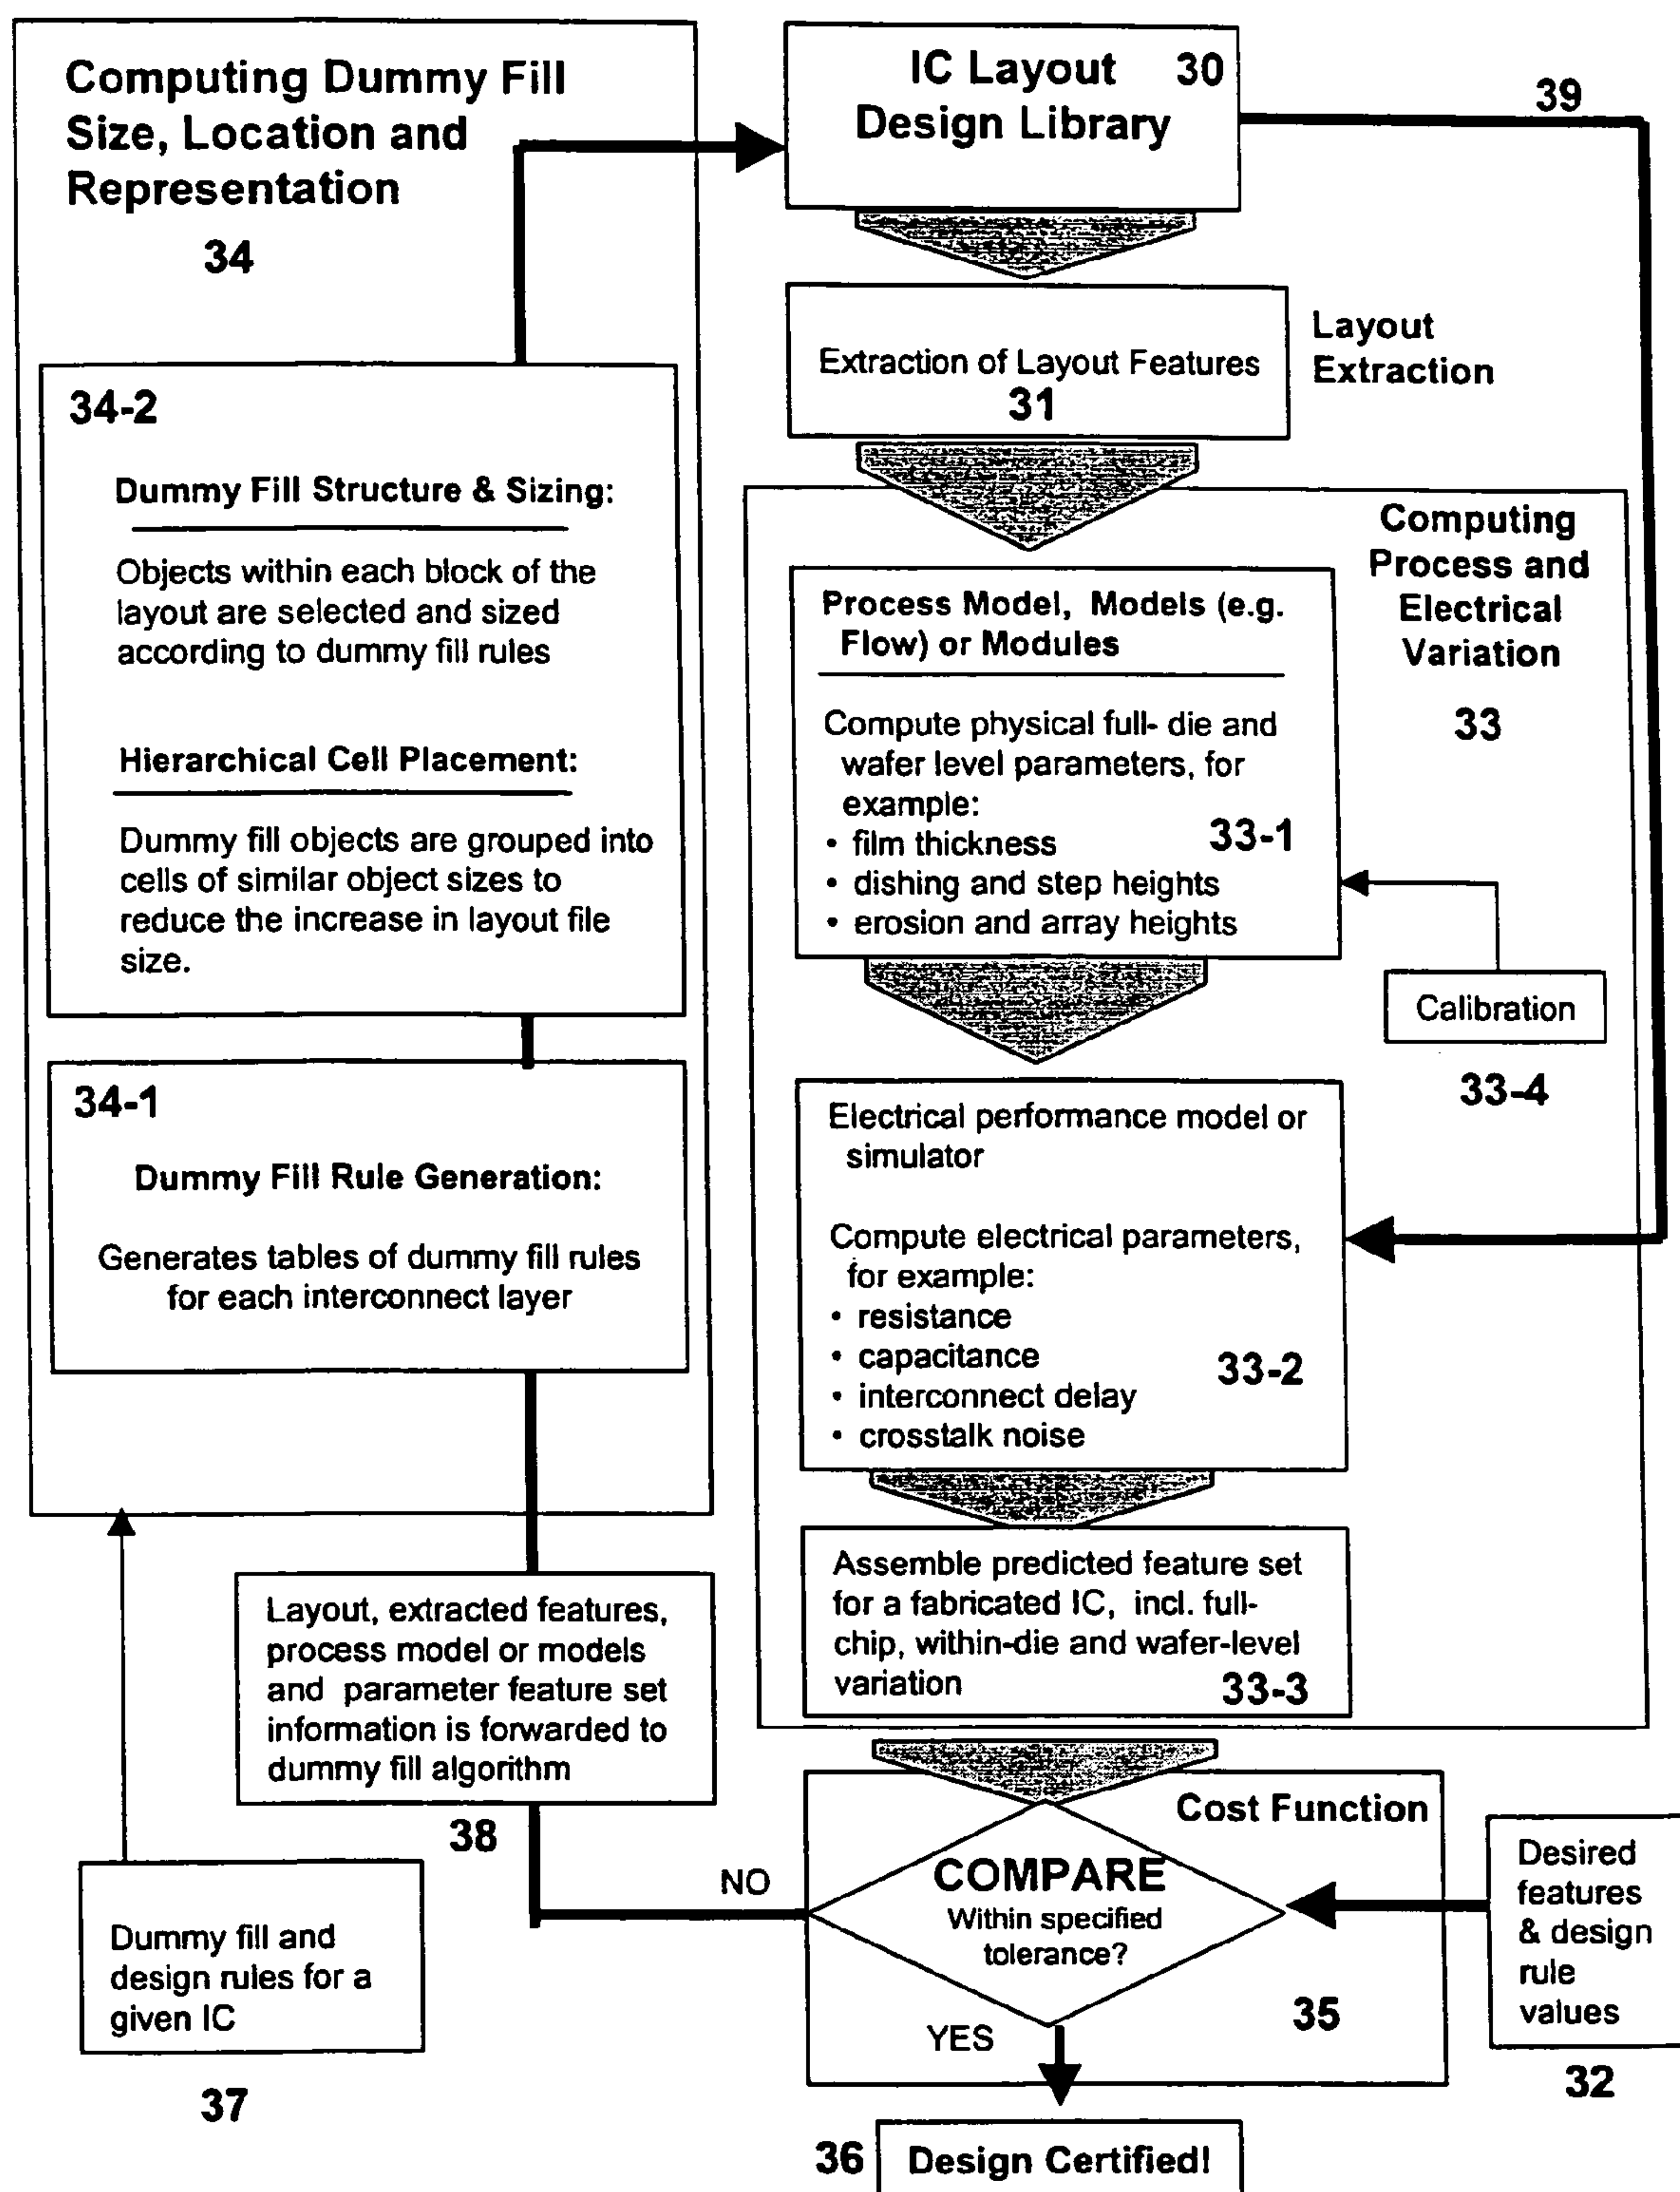 Computing Dummy Fill
Size, Location and
Representation
34
34-2
Dummy Fill Structure & Sizing:
Objects within each block of the
layout are selected and sized
according to dummy fill rules
Hierarchical Cell Placement:
Dummy fill objects are grouped into
cells of similar object sizes to
reduce the increase in layout file
size.
34-1
Dummy Fill Rule Generation:
Generates tables of dummy fill rules
for each interconnect layer
Layout, extracted features,
process model or models
and parameter feature set
information is forwarded to
dummy fill algorithm
38
Dummy fill and
design rules for a
given IC
37
IC Layout 30
Design Library
39
Extraction of Layout Features
31
Layout
Extraction
Computing
Process and
Electrical
Variation
33
Process Model, Models (e.g.
Flow) or Modules
Compute physical full- die and
wafer level parameters, for
example:
• film thickness
• dishing and step heights
• erosion and array heights
33-1
Calibration
33-4
Electrical performance model or
simulator
Compute electrical parameters,
for example:
• resistance
• capacitance
• interconnect delay
• crosstalk noise
33-2
Assemble predicted feature set
for a fabricated IC, incl. full-
chip, within-die and wafer-level
variation
33-3
Cost Function
COMPARE
Within specified
tolerance?
NO
YES
35
Desired
features
& design
rule
values
32
36
Design Certified!